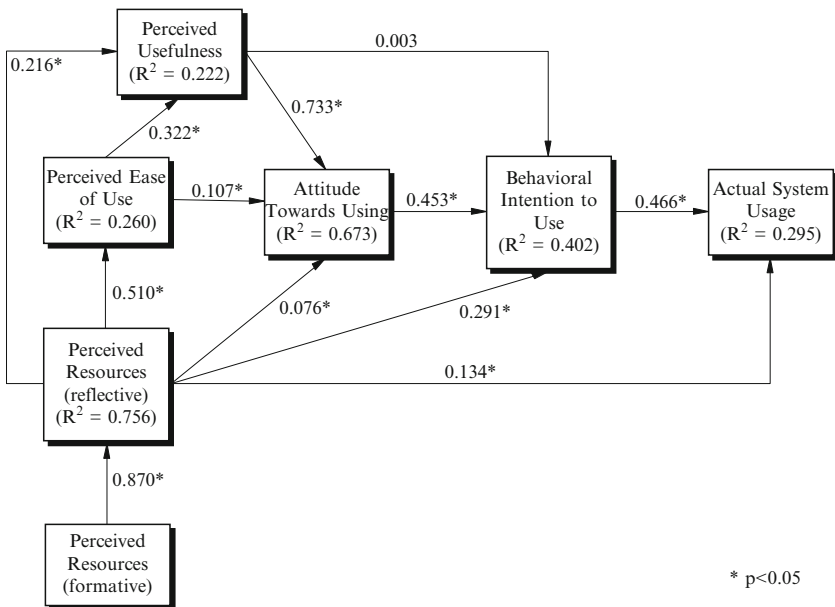 Perceived
Usefulness
(R² = 0.222)
0.003
0.216*
0.733*
0.322*
Perceived Ease
of Use
(R² = 0.260)
0.107*
Attitude
Towards Using
(R² = 0.673)
0.453*
Behavioral
Intention to
Use
(R² = 0.402)
0.466*
Actual System
Usage
(R² = 0.295)
0.510*
0.076*
0.291*
Perceived
Resources
(reflective)
(R² = 0.756)
0.134*
0.870*
Perceived
Resources
(formative)
* p<0.05